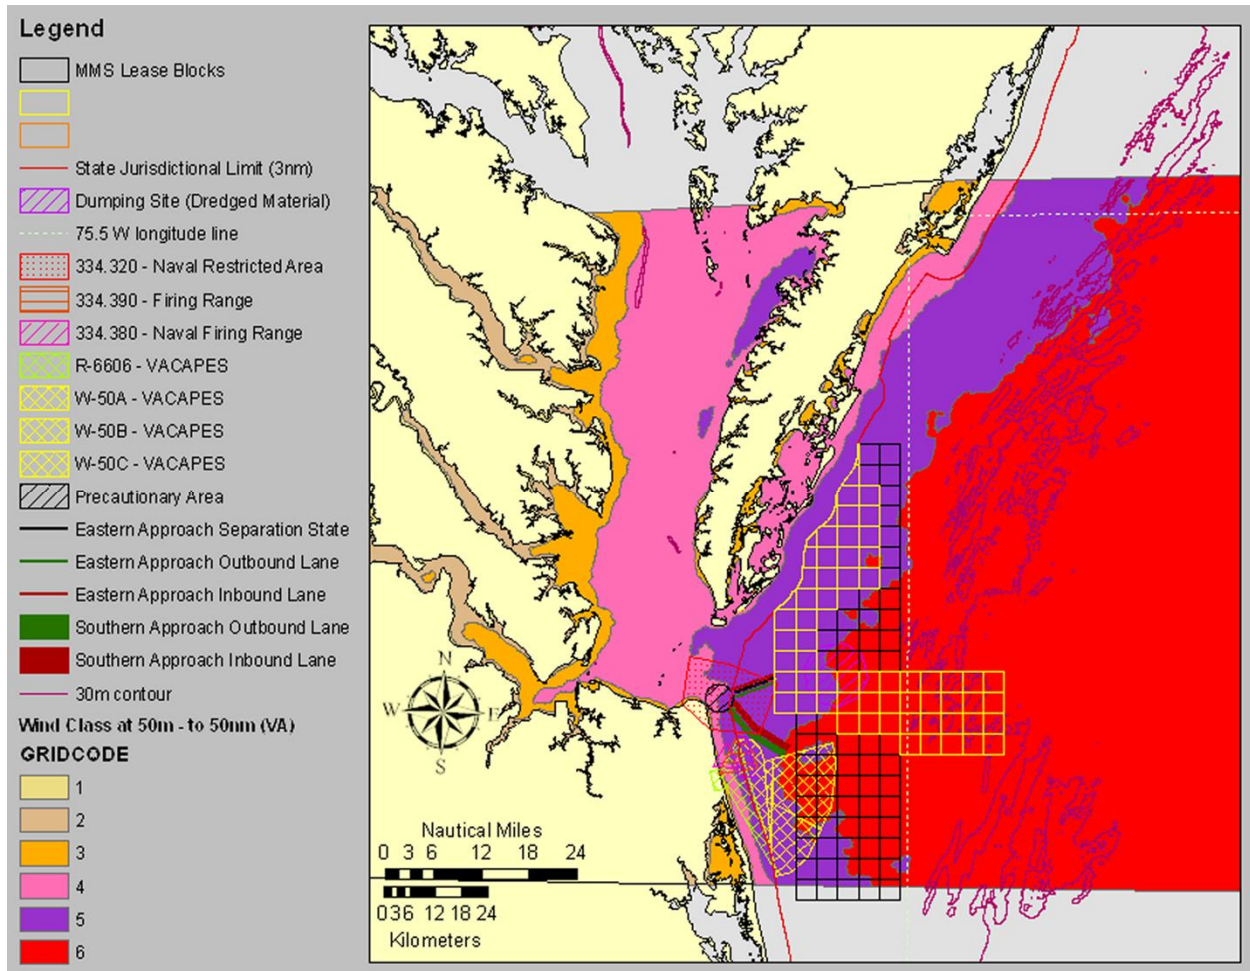 Legend
MMS Lease Blocks
State Jurisdictional Limit (3nm)
Dumping Site (Dredged Material)
75.5 W longitude line
334.320 - Naval Restricted Area
334.390 - Firing Range
334.380 - Naval Firing Range
R-6606 - VACAPES
W-50A - VACAPES
W-50B - VACAPES
W-50C - VACAPES
Precautionary Area
Eastern Approach Separation State
Eastern Approach Outbound Lane
Eastern Approach Inbound Lane
Southern Approach Outbound Lane
Southern Approach Inbound Lane
30m contour
Wind Class at 50m - to 50nm (VA)
GRIDCODE
1
2
3
4
5
6
N
W E
S
Nautical Miles
0 3 6 12 18 24
0 3 6 12 18 24
Kilometers